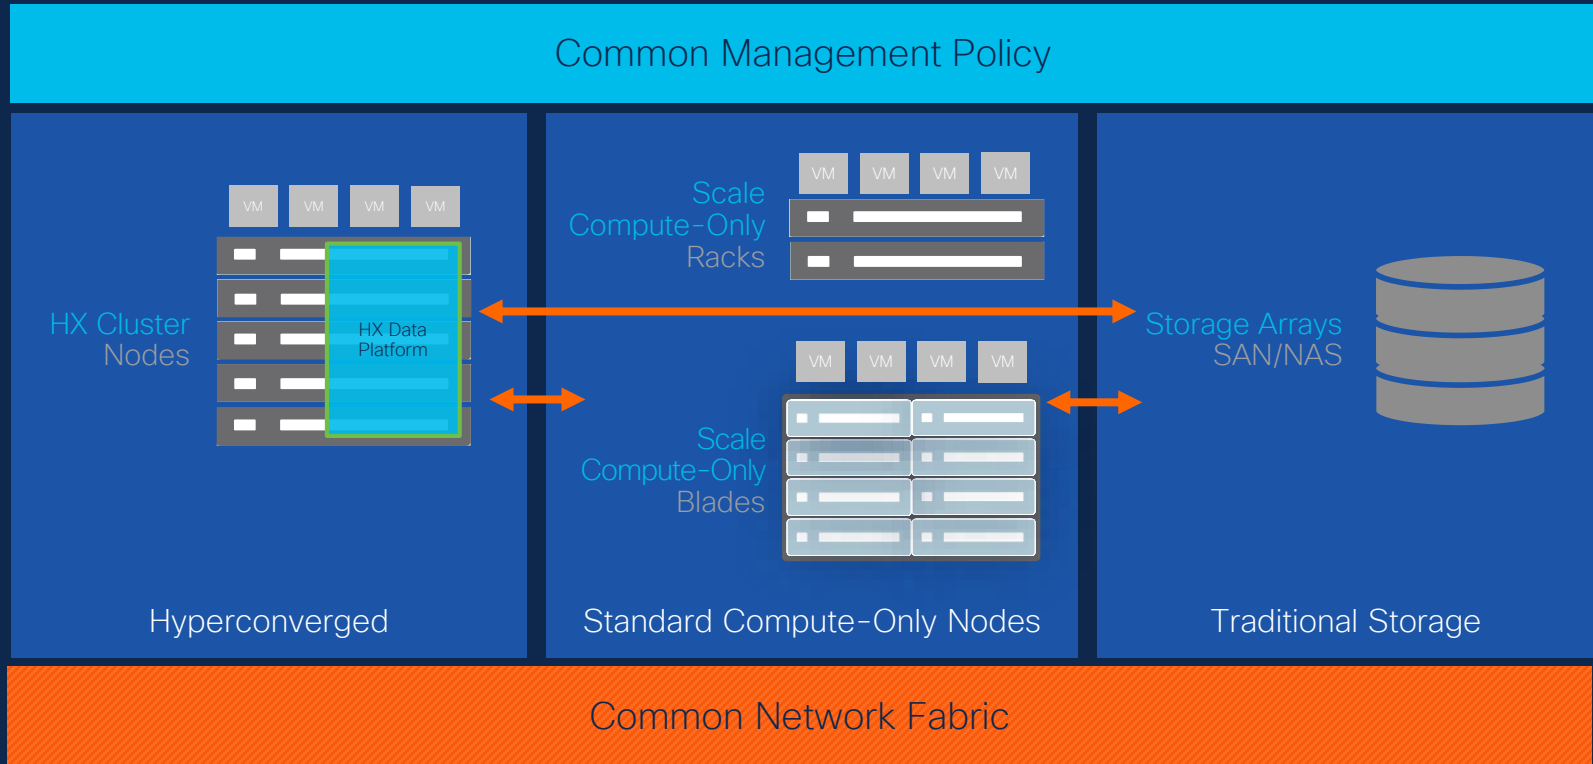 Common Management Policy
VM VM VM VM
HX Cluster
Nodes
HX Data
Platform
Hyperconverged
Scale
Compute-Only
Racks
VM VM VM VM
Scale
Compute-Only
Blades
VM VM VM VM
Standard Compute-Only Nodes
Storage Arrays
SAN/NAS
Traditional Storage
Common Network Fabric